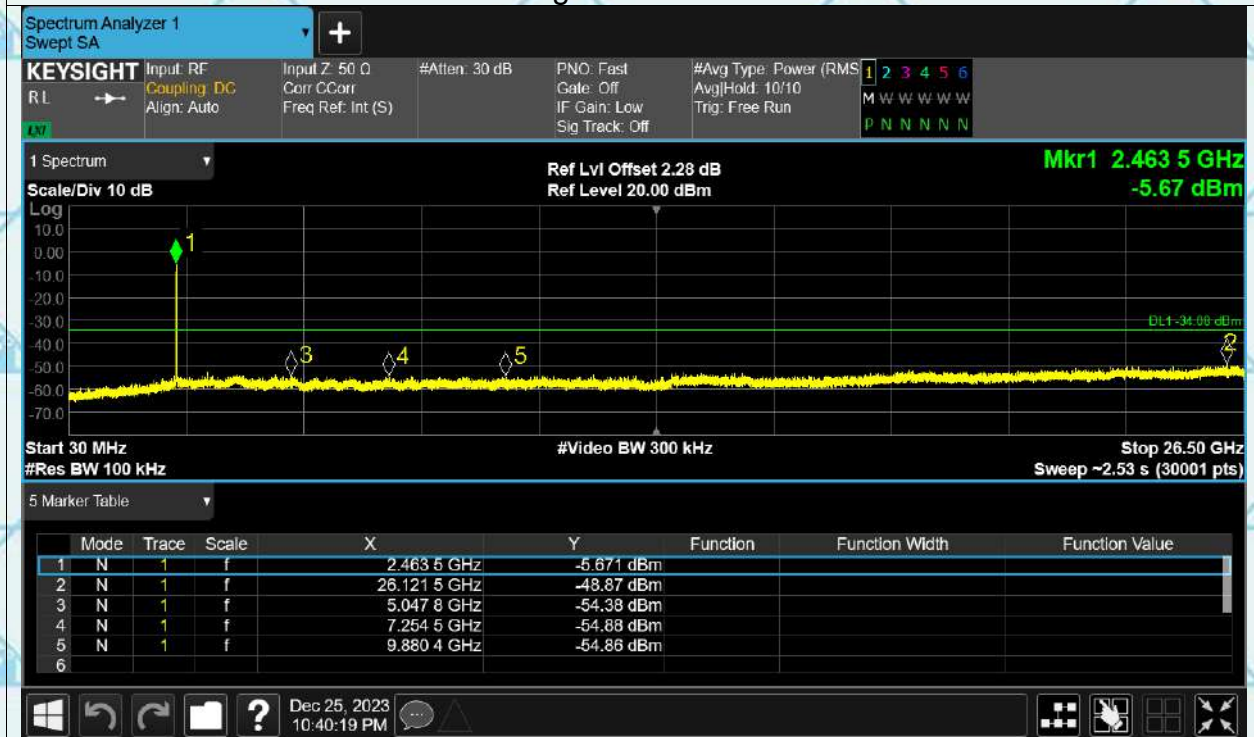 Spectrum Analyzer 1
Swept SA
+
KEYSIGHT
RL
LXI
Input: RF
Coupling: DC
Align: Auto
Input Z: 50 Ω
Corr CCorr
Freq Ref: Int (S)
#Atten: 30 dB
PNO: Fast
Gate: Off
IF Gain: Low
Sig Track: Off
#Avg Type: Power (RMS
Avg|Hold: 10/10
Trig: Free Run
1 2 3 4 5 6
M W W W W W
P N N N N N
1 Spectrum
Scale/Div 10 dB
Ref Lvl Offset 2.28 dB
Ref Level 20.00 dBm
Mkr1 2.463 5 GHz
-5.67 dBm
Log
10.0
0.00
-10.0
-20.0
-30.0
-40.0
-50.0
-60.0
-70.0
1
DL1 -34.08 dBm
2
3
4
5
Start 30 MHz
#Video BW 300 kHz
Stop 26.50 GHz
#Res BW 100 kHz
Sweep ~2.53 s (30001 pts)
5 Marker Table
Mode Trace Scale X Y Function Function Width Function Value
1 N 1 f 2.463 5 GHz -5.671 dBm
2 N 1 f 26.121 5 GHz -48.87 dBm
3 N 1 f 5.047 8 GHz -54.38 dBm
4 N 1 f 7.254 5 GHz -54.88 dBm
5 N 1 f 9.880 4 GHz -54.86 dBm
6
?
Dec 25, 2023
10:40:19 PM